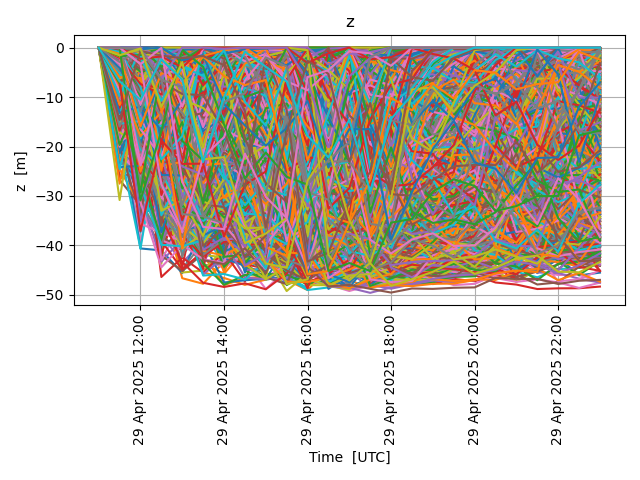 z
0
−10
−20
−30
−40
−50
z [m]
29 Apr 2025 12:00
29 Apr 2025 14:00
29 Apr 2025 16:00
29 Apr 2025 18:00
29 Apr 2025 20:00
29 Apr 2025 22:00
Time [UTC]